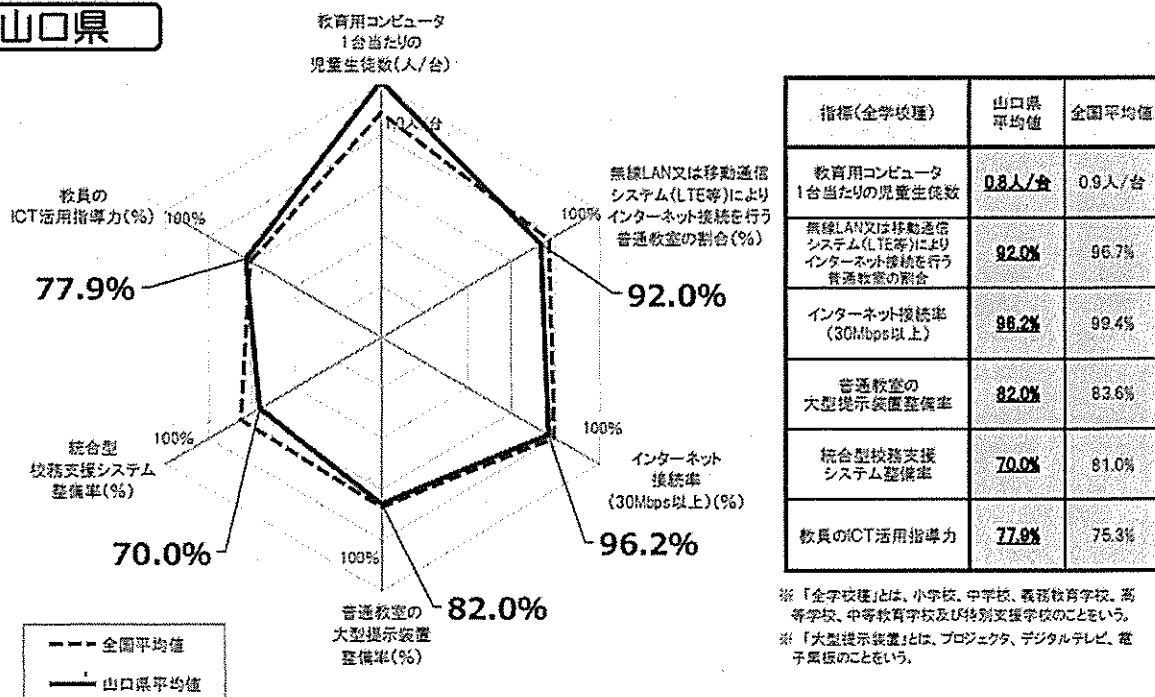 山口県
教育用コンピュータ
1台当たりの
児童生徒数(人/台)
1.0人/台
無線LAN又は移動通信
システム(LTE等)により
インターネット接続を行う
普通教室の割合(%)
100%
92.0%
インターネット
接続率
(30Mbps以上)(%)
100%
96.2%
普通教室の
大型提示装置
整備率(%)
100%
82.0%
統合型
校務支援システム
整備率(%)
100%
70.0%
教員の
ICT活用指導力(%)
100%
77.9%
全国平均値
山口県平均値
指標(全学校種)
山口県
平均値
全国平均値
教育用コンピュータ
1台当たりの児童生徒数
0.8人/台
0.9人/台
無線LAN又は移動通信
システム(LTE等)により
インターネット接続を行う
普通教室の割合
92.0%
96.7%
インターネット接続率
(30Mbps以上)
96.2%
99.4%
普通教室の
大型提示装置整備率
82.0%
83.6%
統合型校務支援
システム整備率
70.0%
81.0%
教員のICT活用指導力
77.9%
75.3%
※「全学校種」とは、小学校、中学校、義務教育学校、高
等学校、中等教育学校及び特別支援学校のことをいう。
※「大型提示装置」とは、プロジェクタ、デジタルテレビ、電
子黒板のことをいう。